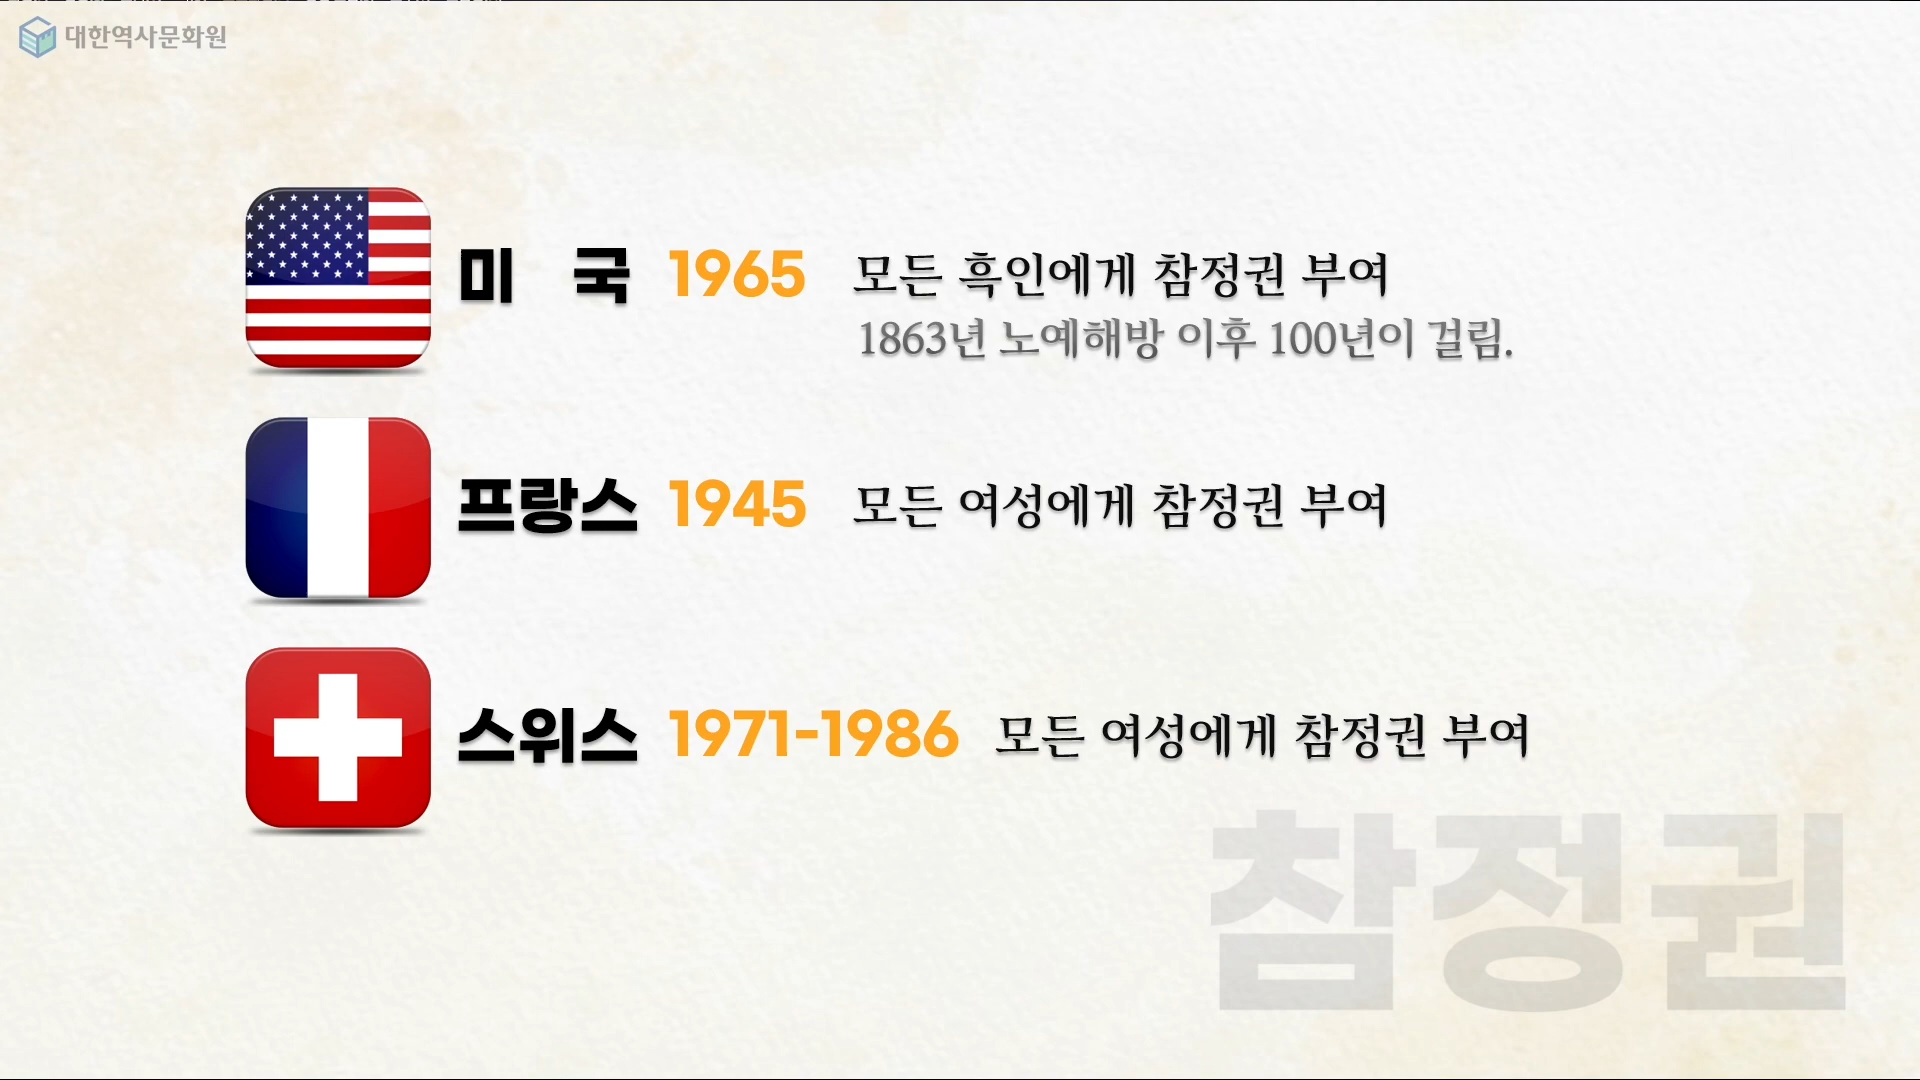 대한역사문화원
미 국 1965 모든 흑인에게 참정권 부여
1863년 노예해방 이후 100년이 걸림.
프랑스 1945 모든 여성에게 참정권 부여
스위스 1971-1986 모든 여성에게 참정권 부여
참정권